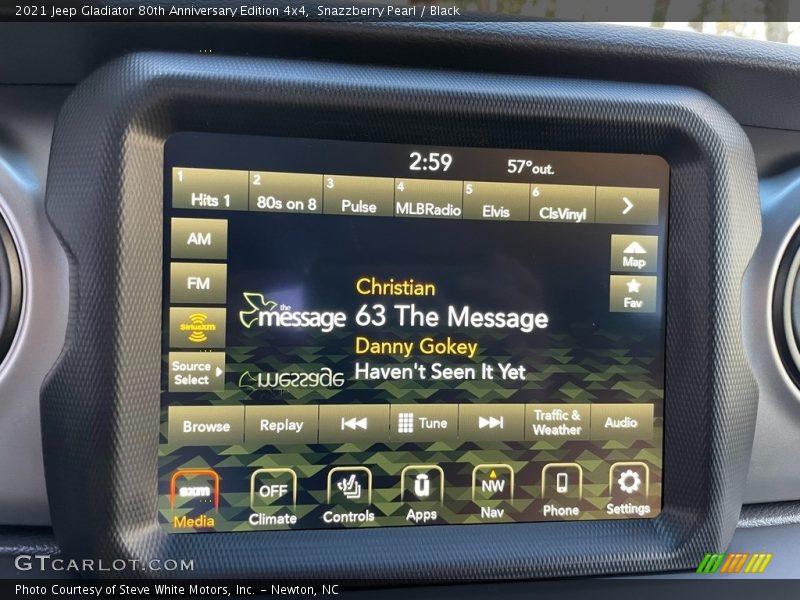 2021 Jeep Gladiator 80th Anniversary Edition 4x4,  Snazzberry Pearl / Black
2:59 57°out.
1 Hits 1 2 80s on 8 3 Pulse 4 MLBRadio 5 Elvis 6 ClsVinyl >
AM
Map
FM
Fav
Christian
the message 63 The Message
SiriusXM
Danny Gokey
Source Select
Haven't Seen It Yet
message
Browse Replay Tune Traffic & Weather Audio
sxm OFF NW
Media Climate Controls Apps Nav Phone Settings
GTCARLOT.COM
Photo Courtesy of Steve White Motors, Inc. – Newton, NC